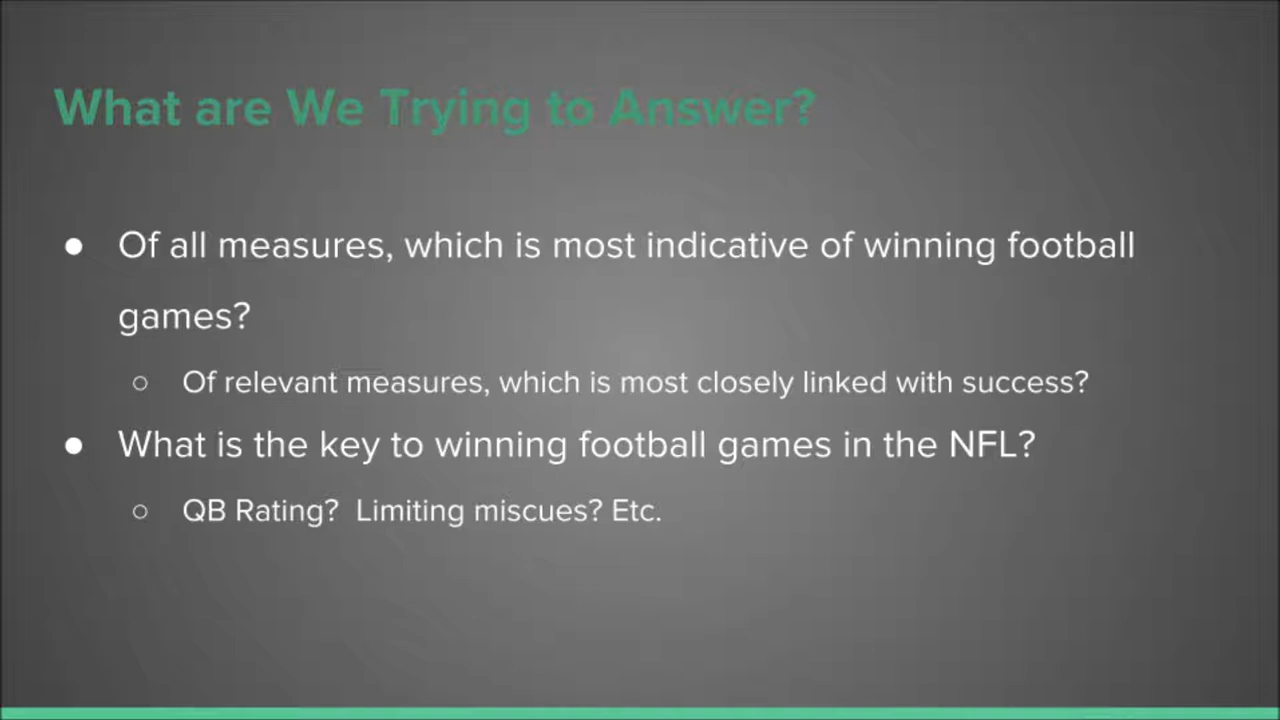 What are We Trying to Answer?
● Of all measures, which is most indicative of winning football
games?
○ Of relevant measures, which is most closely linked with success?
● What is the key to winning football games in the NFL?
○ QB Rating?  Limiting miscues? Etc.